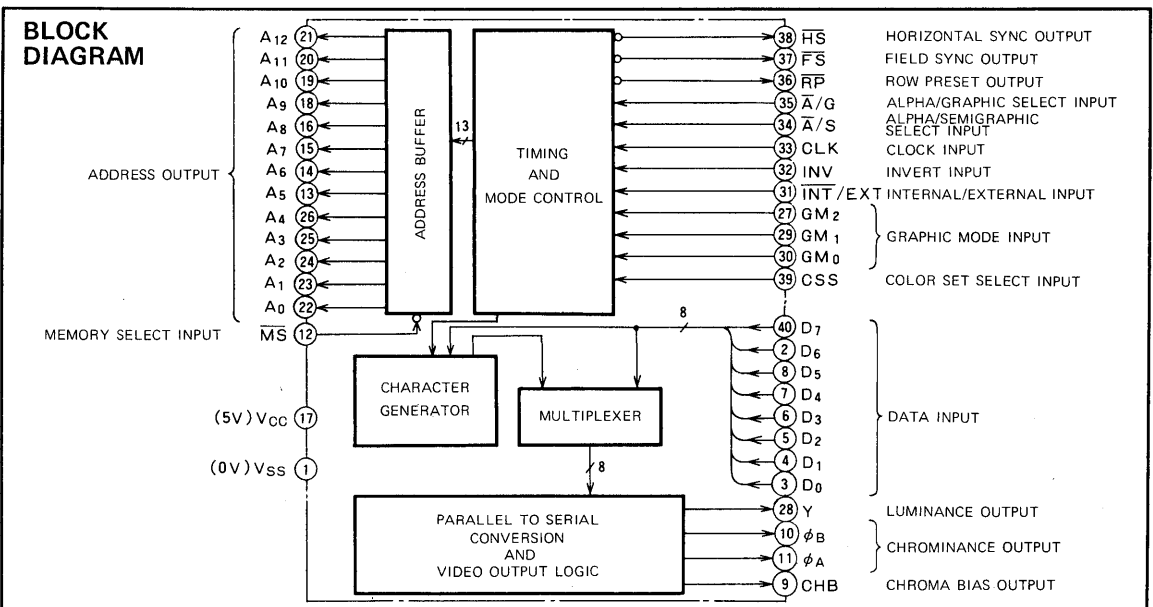 BLOCK
DIAGRAM
A12 21
A11 20
A10 19
A9 18
A8 16
A7 15
A6 14
A5 13
A4 26
A3 25
A2 24
A1 23
A0 22
ADDRESS OUTPUT
MEMORY SELECT INPUT M̅S̅ 12
(5V) VCC 17
(0V) VSS 1
ADDRESS BUFFER
13
TIMING
AND
MODE CONTROL
8
CHARACTER
GENERATOR
MULTIPLEXER
8
PARALLEL TO SERIAL
CONVERSION
AND
VIDEO OUTPUT LOGIC
38 H̅S̅ HORIZONTAL SYNC OUTPUT
37 F̅S̅ FIELD SYNC OUTPUT
36 R̅P̅ ROW PRESET OUTPUT
35 A̅/G ALPHA/GRAPHIC SELECT INPUT
34 A̅/S ALPHA/SEMIGRAPHIC
SELECT INPUT
33 CLK CLOCK INPUT
32 INV INVERT INPUT
31 I̅N̅T̅/EXT INTERNAL/EXTERNAL INPUT
27 GM2
29 GM1
30 GM0
GRAPHIC MODE INPUT
39 CSS COLOR SET SELECT INPUT
40 D7
2 D6
8 D5
7 D4
6 D3
5 D2
4 D1
3 D0
DATA INPUT
28 Y LUMINANCE OUTPUT
10 ϕB
11 ϕA
CHROMINANCE OUTPUT
9 CHB CHROMA BIAS OUTPUT